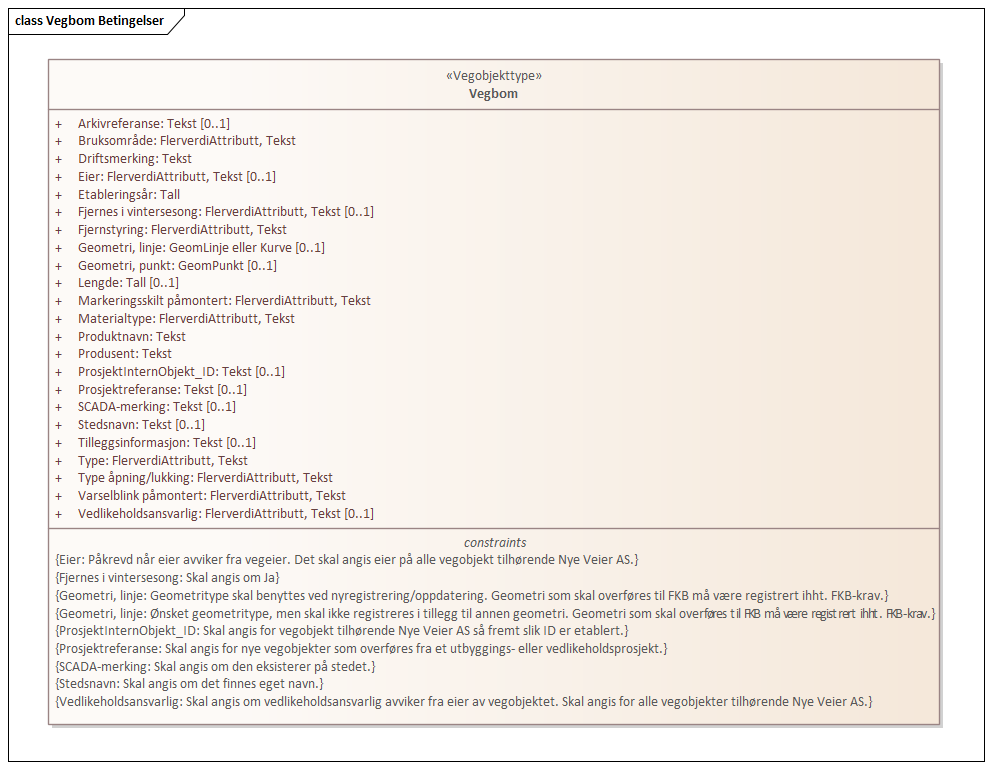 class Vegbom Betingelser
«Vegobjekttype»
Vegbom
+ Arkivreferanse: Tekst [0..1]
+ Bruksområde: FlerverdiAttributt, Tekst
+ Driftsmerking: Tekst
+ Eier: FlerverdiAttributt, Tekst [0..1]
+ Etableringsår: Tall
+ Fjernes i vintersesong: FlerverdiAttributt, Tekst [0..1]
+ Fjernstyring: FlerverdiAttributt, Tekst
+ Geometri, linje: GeomLinje eller Kurve [0..1]
+ Geometri, punkt: GeomPunkt [0..1]
+ Lengde: Tall [0..1]
+ Markeringsskilt påmontert: FlerverdiAttributt, Tekst
+ Materialtype: FlerverdiAttributt, Tekst
+ Produktnavn: Tekst
+ Produsent: Tekst
+ ProsjektInternObjekt_ID: Tekst [0..1]
+ Prosjektreferanse: Tekst [0..1]
+ SCADA-merking: Tekst [0..1]
+ Stedsnavn: Tekst [0..1]
+ Tilleggsinformasjon: Tekst [0..1]
+ Type: FlerverdiAttributt, Tekst
+ Type åpning/lukking: FlerverdiAttributt, Tekst
+ Varselblink påmontert: FlerverdiAttributt, Tekst
+ Vedlikeholdsansvarlig: FlerverdiAttributt, Tekst [0..1]
constraints
{Eier: Påkrevd når eier avviker fra vegeier. Det skal angis eier på alle vegobjekt tilhørende Nye Veier AS.}
{Fjernes i vintersesong: Skal angis om Ja}
{Geometri, linje: Geometritype skal benyttes ved nyregistrering/oppdatering. Geometri som skal overføres til FKB må være registrert ihht. FKB-krav.}
{Geometri, linje: Ønsket geometritype, men skal ikke registreres i tillegg til annen geometri. Geometri som skal overføres til FKB må være registrert ihht. FKB-krav.}
{ProsjektInternObjekt_ID: Skal angis for vegobjekt tilhørende Nye Veier AS så fremt slik ID er etablert.}
{Prosjektreferanse: Skal angis for nye vegobjekter som overføres fra et utbyggings- eller vedlikeholdsprosjekt.}
{SCADA-merking: Skal angis om den eksisterer på stedet.}
{Stedsnavn: Skal angis om det finnes eget navn.}
{Vedlikeholdsansvarlig: Skal angis om vedlikeholdsansvarlig avviker fra eier av vegobjektet. Skal angis for alle vegobjekter tilhørende Nye Veier AS.}